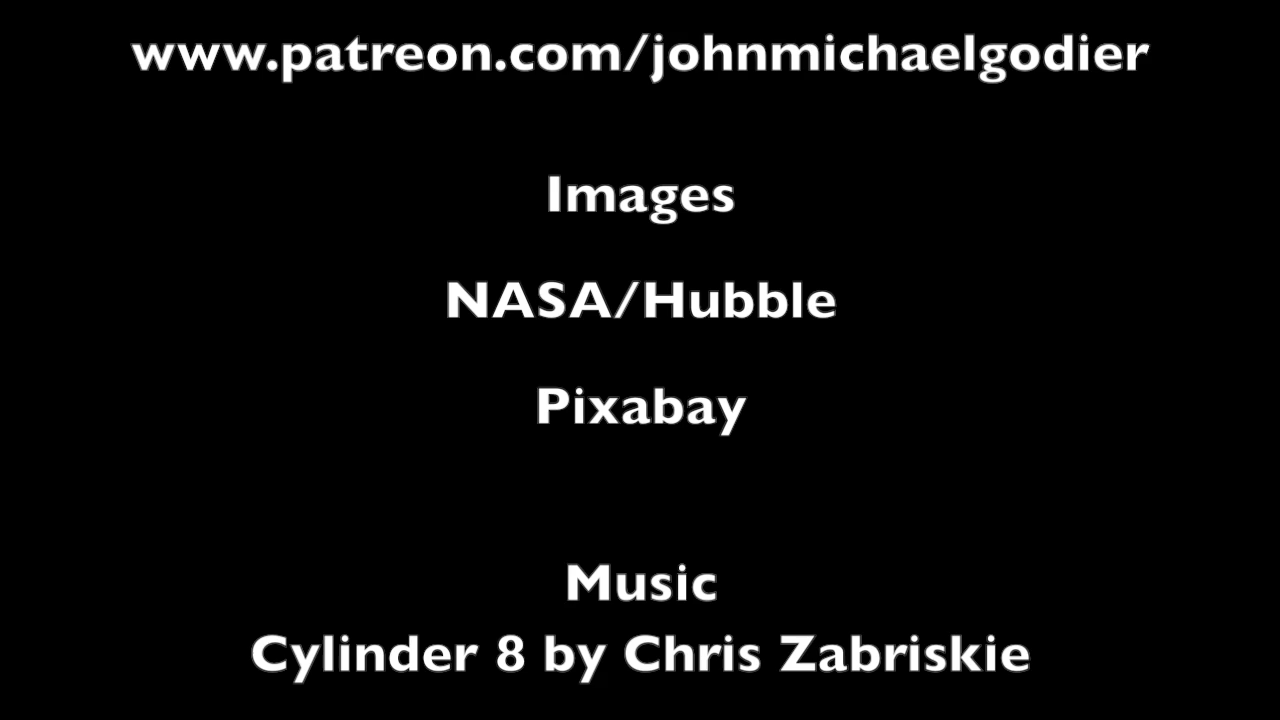 www.patreon.com/johnmichaelgodier
Images
NASA/Hubble
Pixabay
Music
Cylinder 8 by Chris Zabriskie